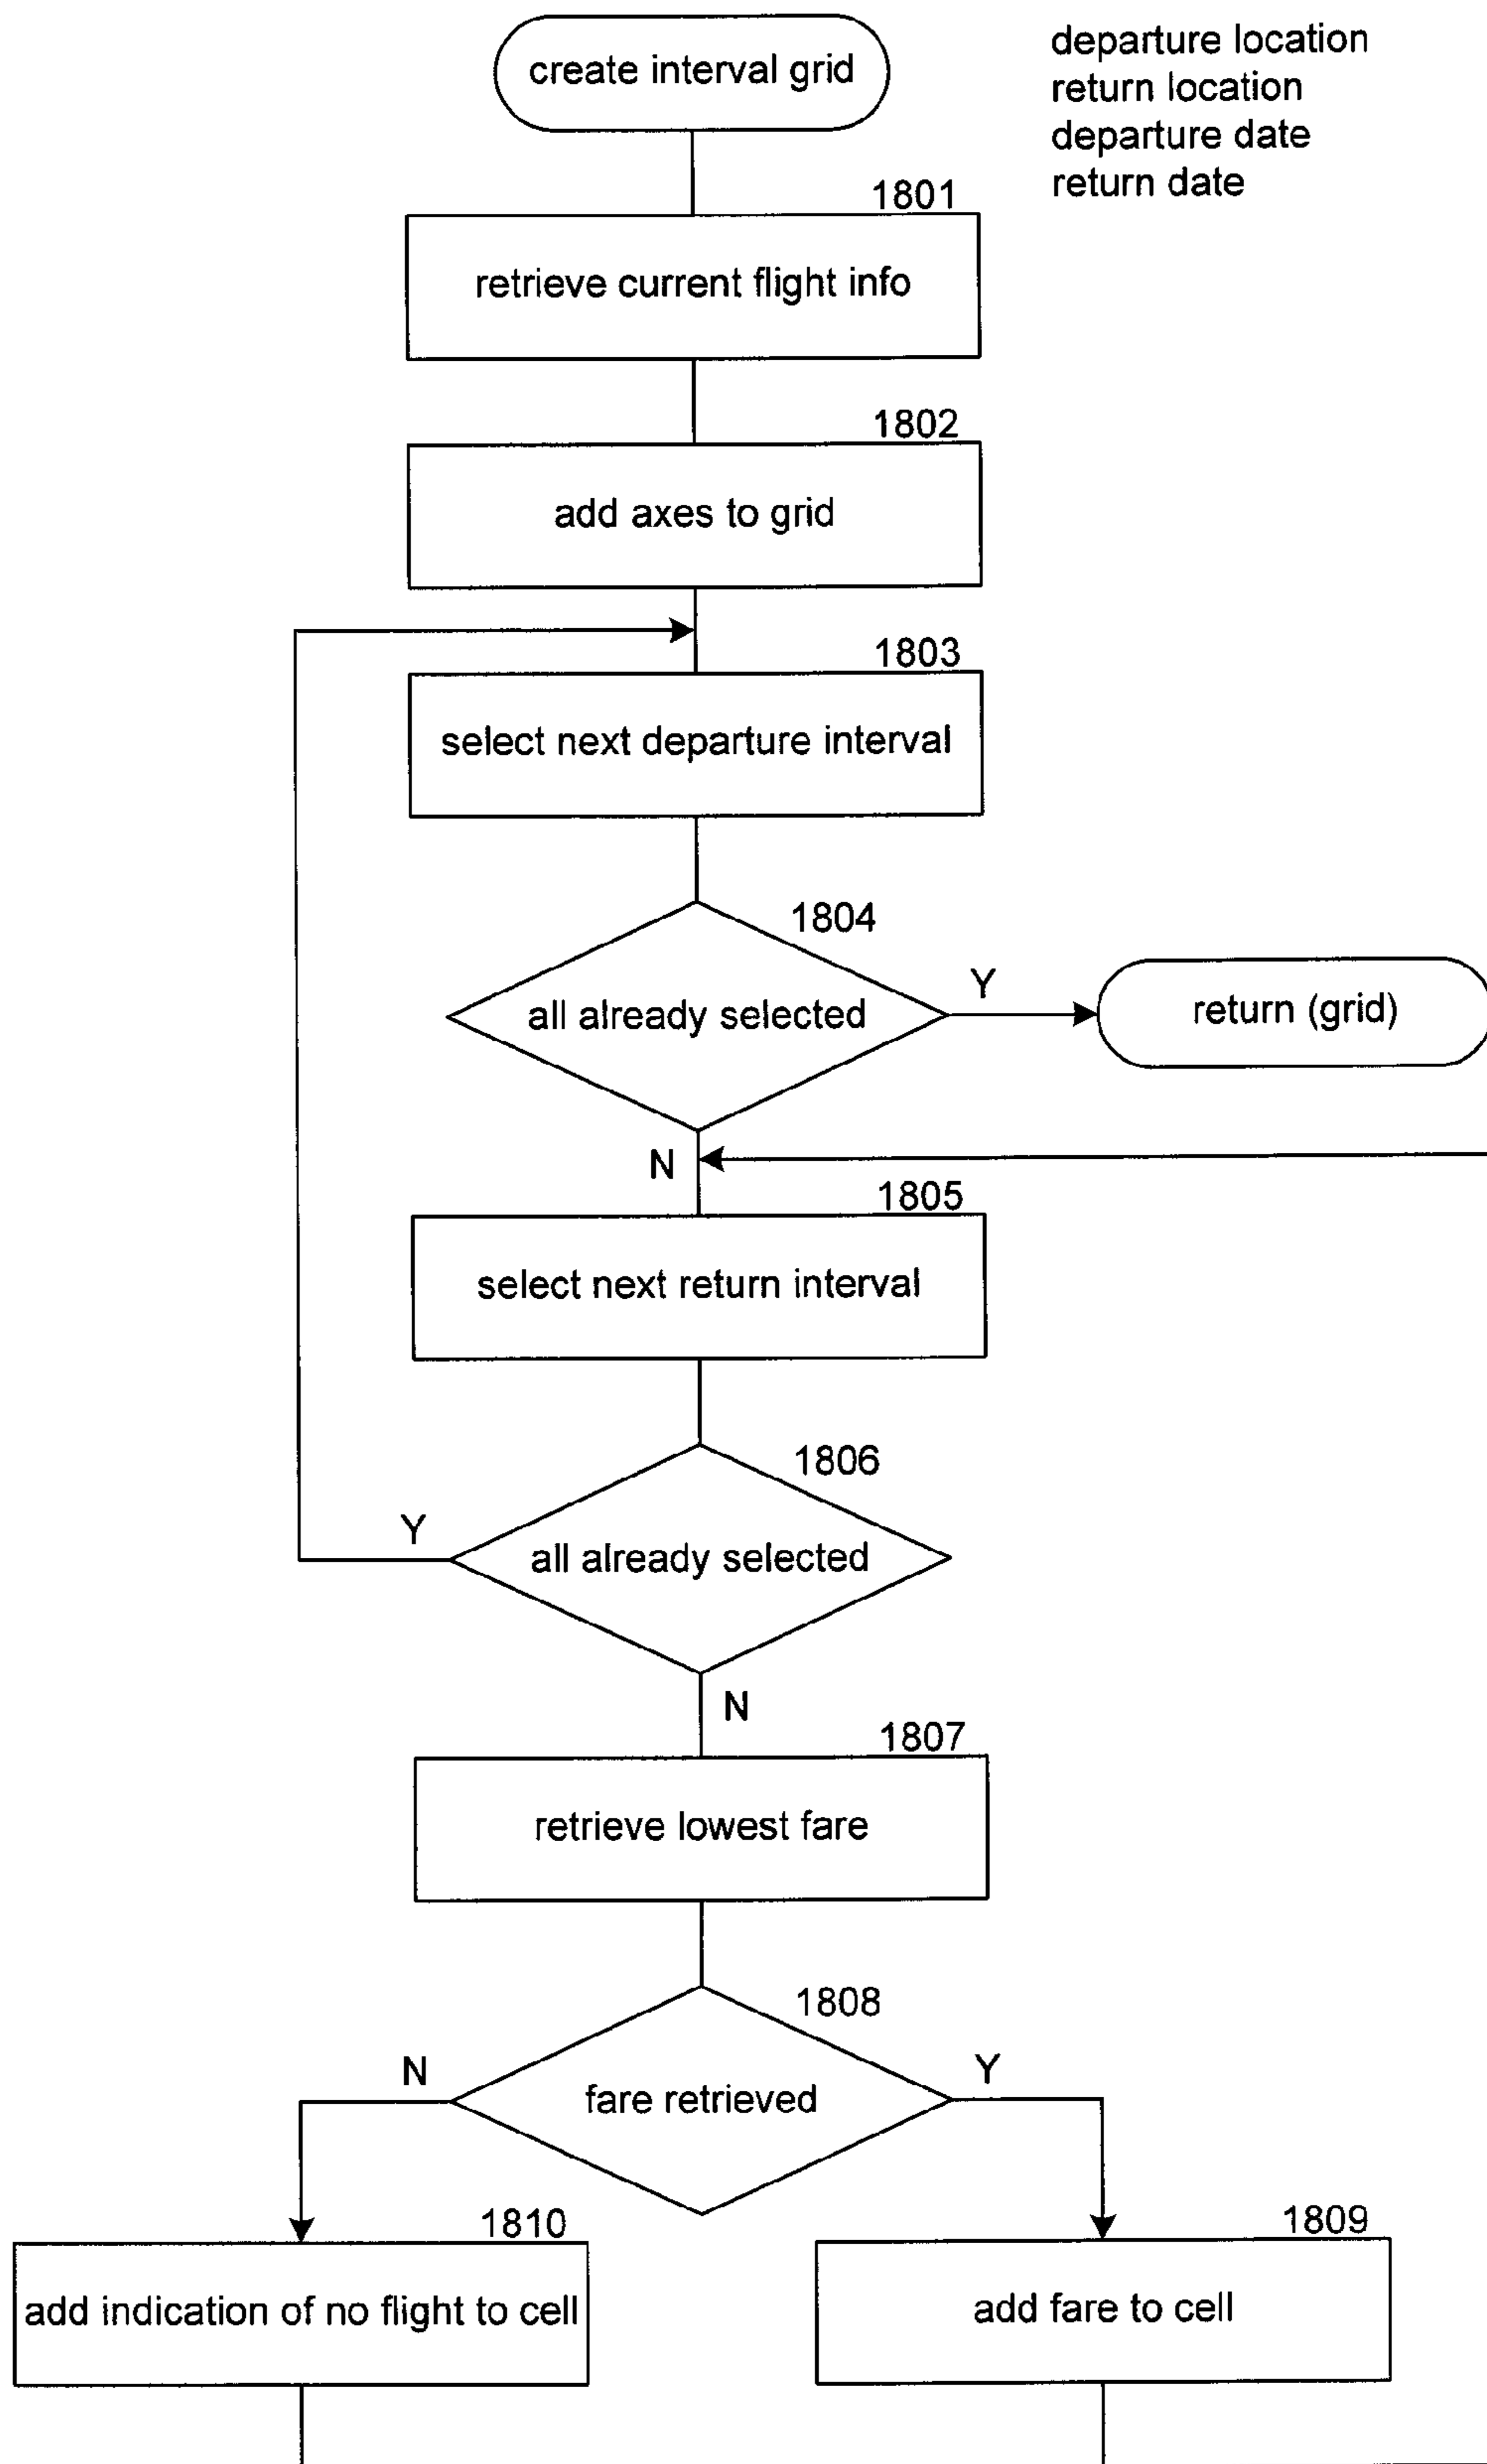 create interval grid
departure location
return location
departure date
return date
1801
retrieve current flight info
1802
add axes to grid
1803
select next departure interval
1804
all already selected
Y
return (grid)
N
1805
select next return interval
1806
Y
all already selected
N
1807
retrieve lowest fare
1808
N
fare retrieved
Y
1810
add indication of no flight to cell
1809
add fare to cell